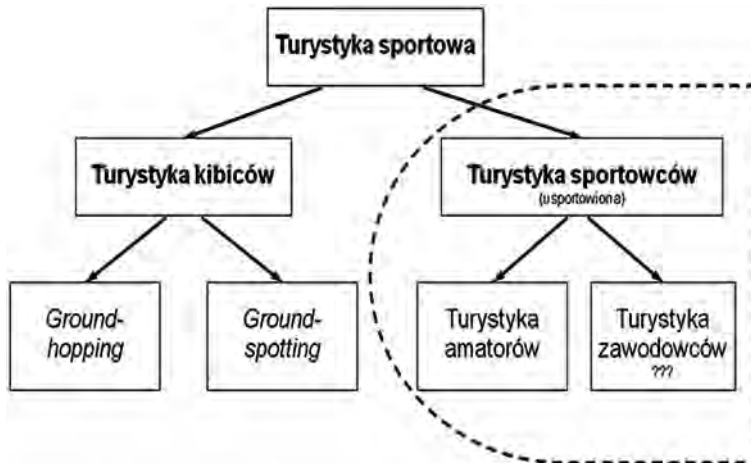 Turystyka sportowa
Turystyka kibiców
Turystyka sportowców
(usportowiona)
Ground-
hopping
Ground-
spotting
Turystyka
amatorów
Turystyka
zawodowców
???